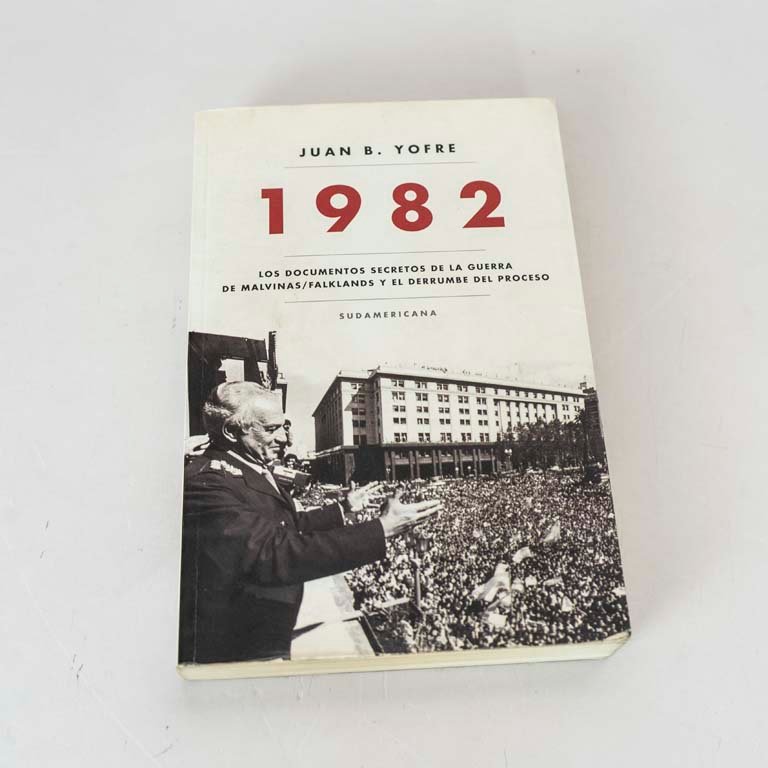 JUAN B. YOFRE
1982
LOS DOCUMENTOS SECRETOS DE LA GUERRA
DE MALVINAS/FALKLANDS Y EL DERRUMBE DEL PROCESO
SUDAMERICANA